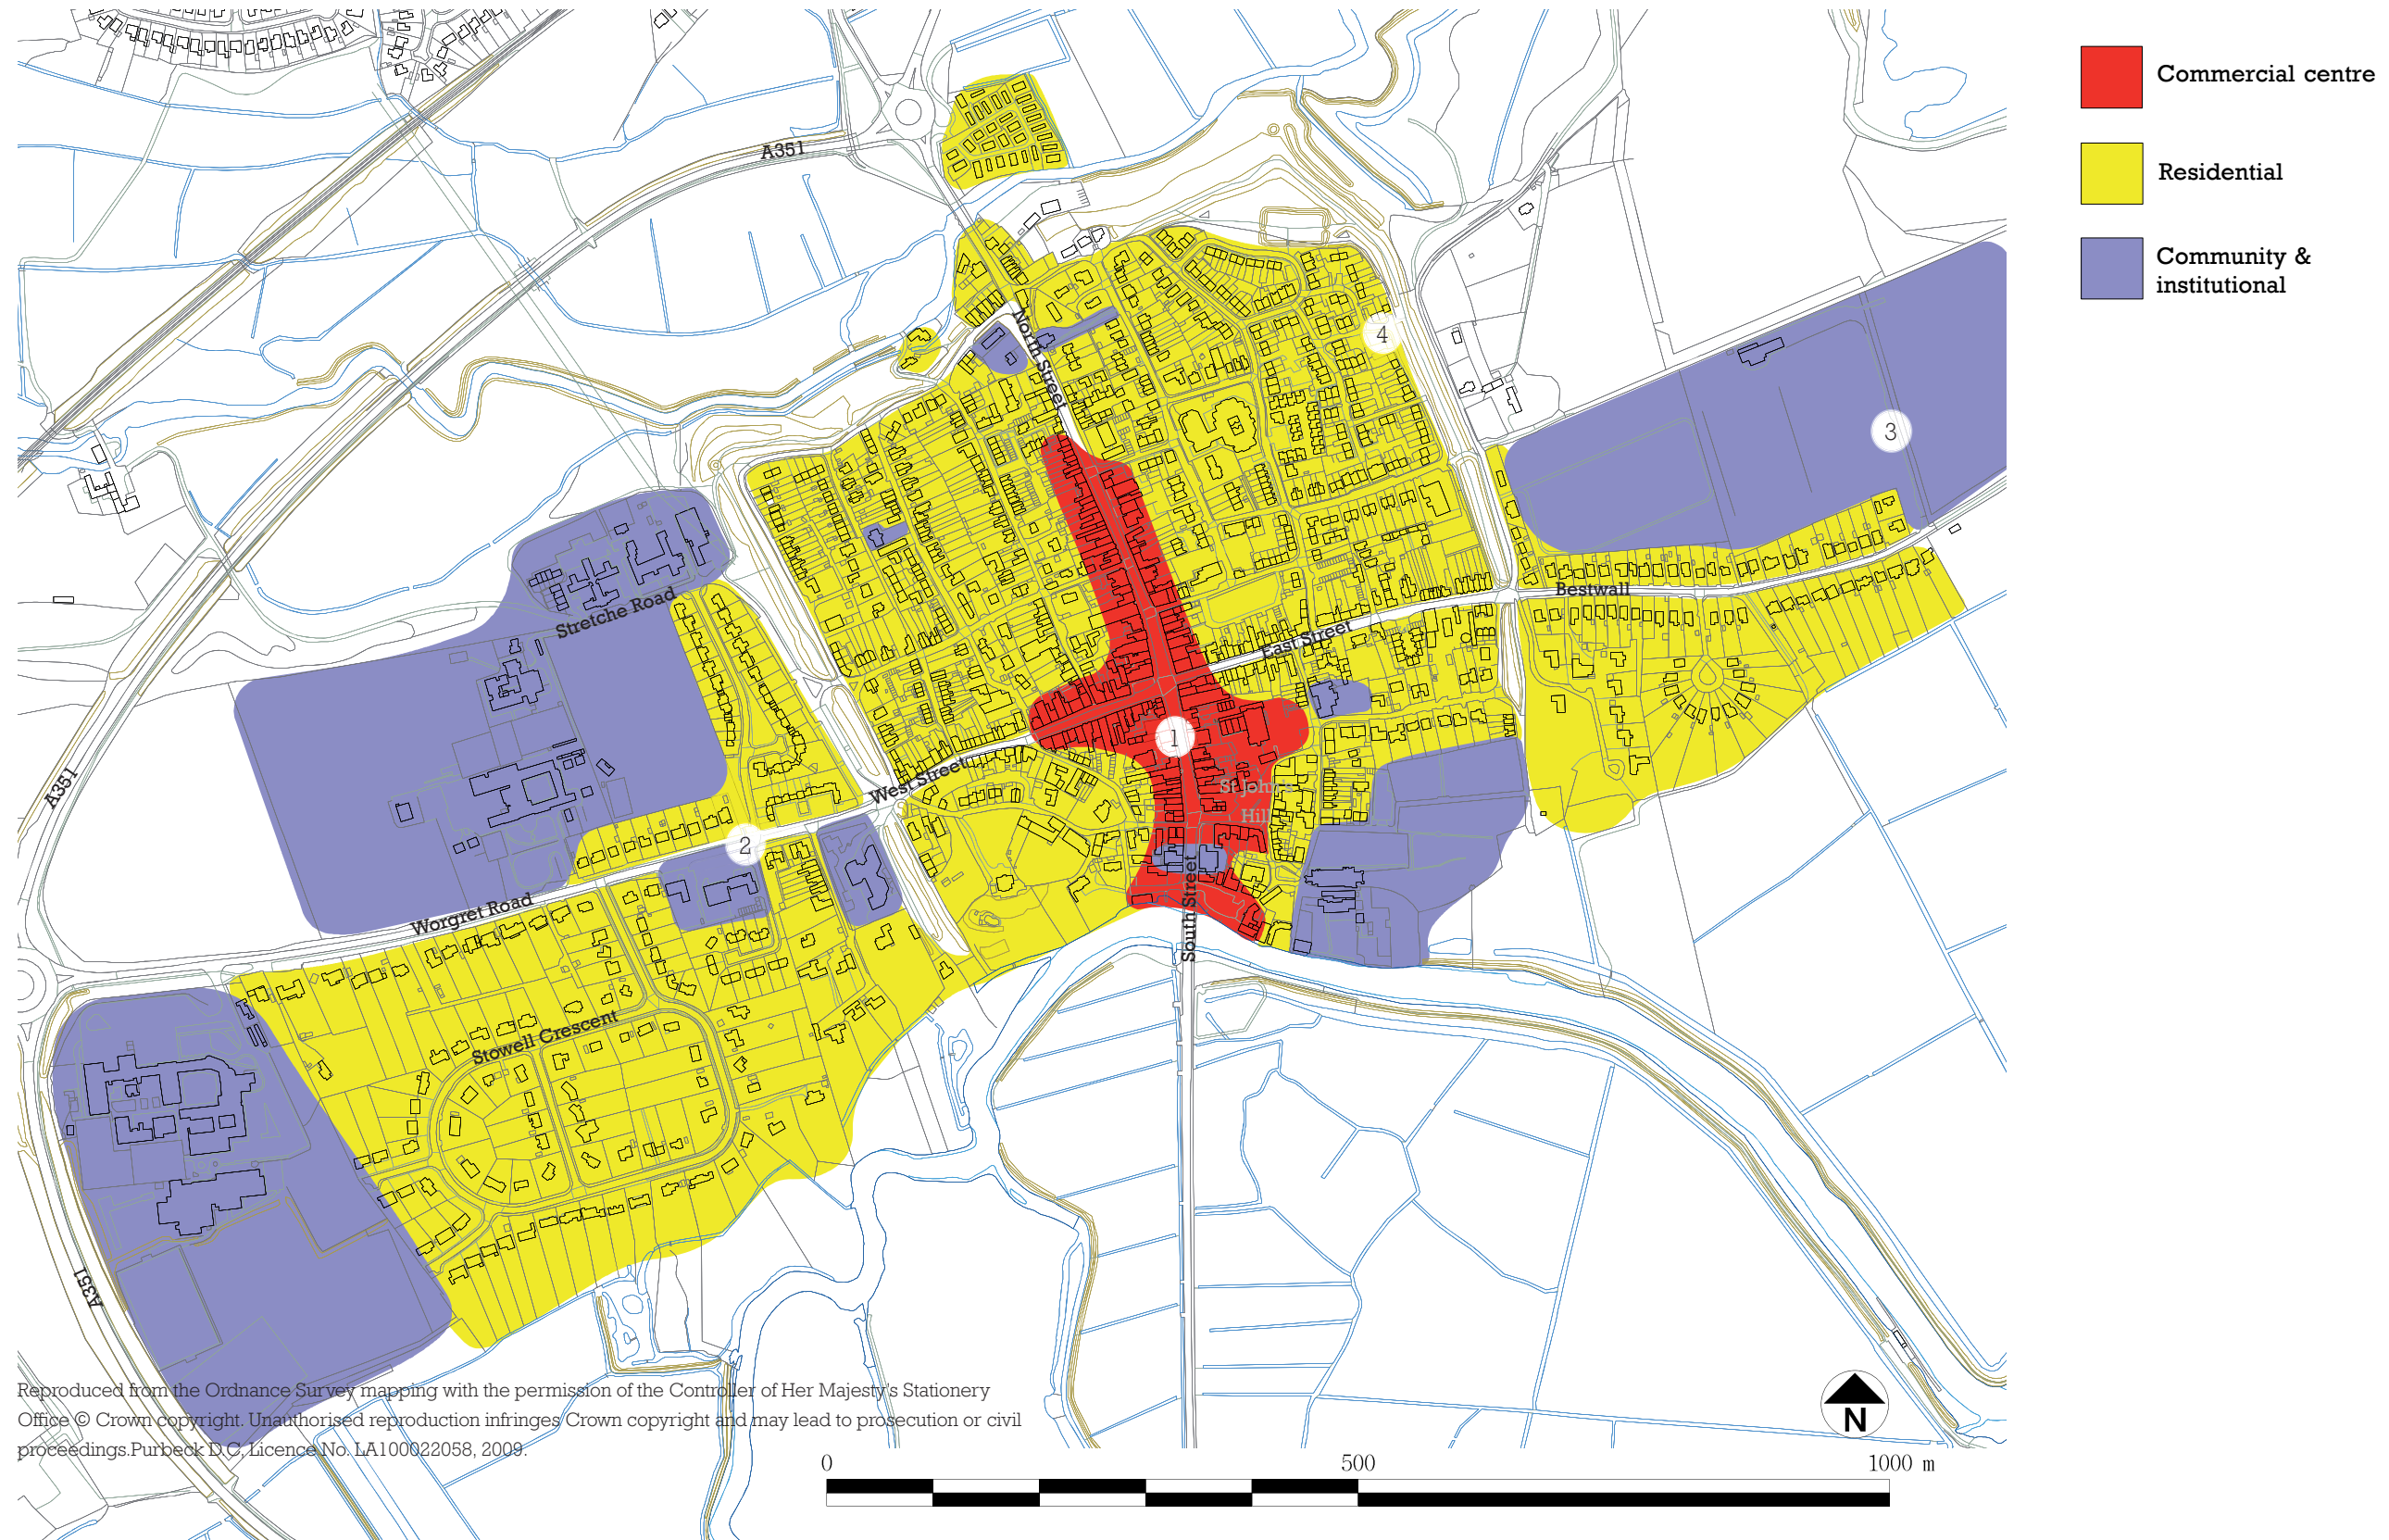 Commercial centre
Residential
Community &
institutional
A351
North Street
4
3
Stretche Road
Bestwall
East Street
1
A351
West Street
St John's
Hill
2
Worgret Road
South Street
Stowell Crescent
A351
Reproduced from the Ordnance Survey mapping with the permission of the Controller of Her Majesty's Stationery
Office © Crown copyright. Unauthorised reproduction infringes Crown copyright and may lead to prosecution or civil
proceedings.Purbeck D C, Licence No. LA100022058, 2009.
N
0 500 1000 m